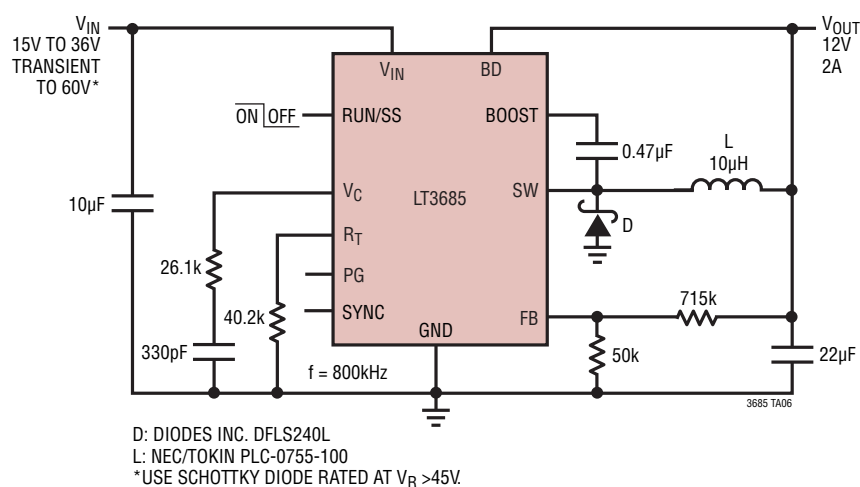 VIN
15V TO 36V
TRANSIENT
TO 60V*
VIN
BD
VOUT
12V
2A
ON OFF
RUN/SS
BOOST
0.47µF
L
10µH
10µF
VC
LT3685
SW
D
RT
26.1k
PG
40.2k
SYNC
FB
715k
GND
330pF
f = 800kHz
50k
22µF
3685 TA06
D: DIODES INC. DFLS240L
L: NEC/TOKIN PLC-0755-100
*USE SCHOTTKY DIODE RATED AT VR >45V.